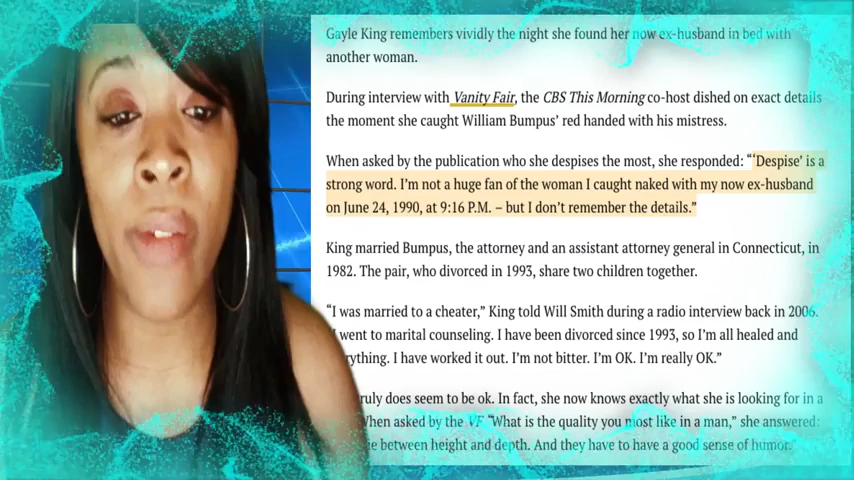 Gayle King remembers vividly the night she found her now ex-husband in bed with
another woman.
During interview with Vanity Fair, the CBS This Morning co-host dished on exact details
the moment she caught William Bumpus’ red handed with his mistress.
When asked by the publication who she despises the most, she responded: “‘Despise’ is a
strong word. I’m not a huge fan of the woman I caught naked with my now ex-husband
on June 24, 1990, at 9:16 P.M. – but I don’t remember the details.”
King married Bumpus, the attorney and an assistant attorney general in Connecticut, in
1982. The pair, who divorced in 1993, share two children together.
“I was married to a cheater,” King told Will Smith during a radio interview back in 2006.
went to marital counseling. I have been divorced since 1993, so I’m all healed and
rything. I have worked it out. I’m not bitter. I’m OK. I’m really OK.”
ruly does seem to be ok. In fact, she now knows exactly what she is looking for in a
When asked by the VF “What is the quality you most like in a man,” she answered:
ie between height and depth. And they have to have a good sense of humor.”